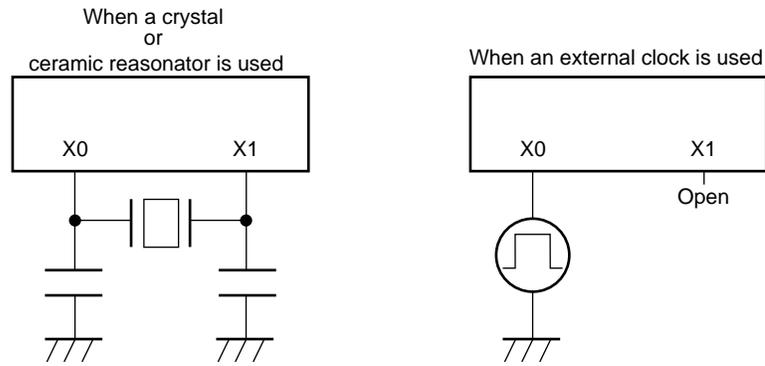 When a crystal
or
ceramic reasonator is used
X0
X1
When an external clock is used
X0
X1
Open